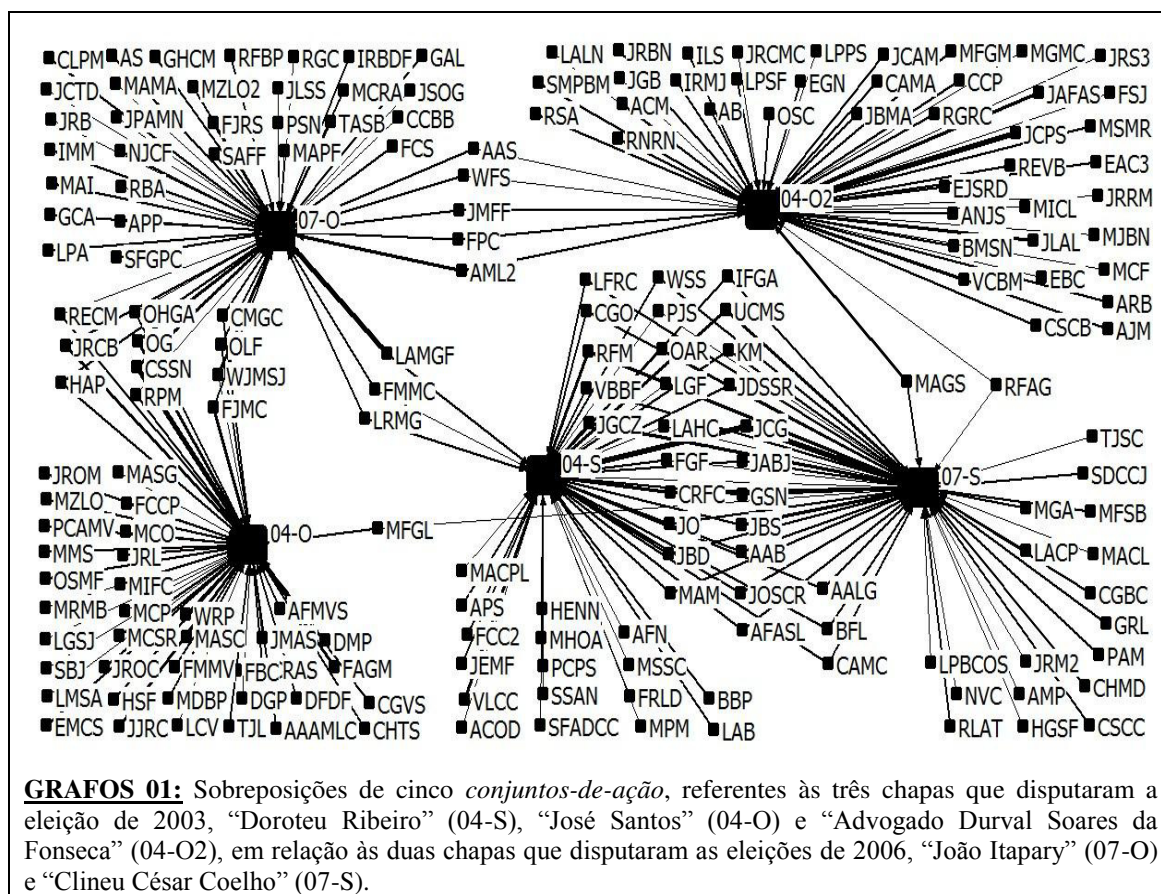 CLPM AS GHCM RFBP RGC IRBDF GAL
JCTD MAMA MZLO2 JLSS MCRA JSOG
JRB JPAMN FJRS PSN TASB CCBB
IMM NJCF SAFF MAPF FCS AAS
MAI RBA WFS
GCA APP 07-O JMFF
LPA SFGPC FPC
AML2
LALN JRBN ILS JRCMC LPPS JCAM MFGM MGMC JRS3
SMPBM JGB IRMJ LPSF EGN CAMA CCP JAFAS FSJ
RSA ACM AB OSC JBMA RGRC MSMR
RNRN JCPS
REVB EAC3
04-O2 EJSRD MICL JRRM
ANJS
BMSN JLAL MJBN
VCBM LEBC MCF
ARB
CSCB AJM
RECM OHGA CMGC
JRCB OG OLF LAMGF
HAP CSSN WJMSJ FMMC
RPM FJMC LRMG
LFRC WSS IFGA
CGO PJS UCMS
RFM OAR KM
VBBF LGF JDSSR MAGS RFAG
JGCZ LAHC JCG
04-S FGF JABJ 07-S
CRFC GSN
JO JBS
JBD AAB
MAM JOSCR AALG
AFASL BFL
CAMC
TJSC
SDCCJ
MGA MFSB
LACP MACL
CGBC
GRL
PAM
LPBCOS JRM2 CHMD
NVC AMP
RLAT HGSF CSCC
JROM MASG
MZLO FCCP
PCAMV MCO 04-O MFGL
MMS JRL
OSMF MIFC
MRMB MCP WRP AFMVS
LGSJ MCSR MASC JMAS DMP
SBJ JROC FMMV FBC CRAS FAGM
LMSA HSF MDBP DGP DFDF CGVS
EMCS JJRC LCV TJL AAAMLC CHTS
MACPL
APS HENN
FCC2 MHOA AFN
JEMF PCPS MSSC
VLCC SSAN FRLD BBP
ACOD SFADCC MPM LAB
GRAFOS 01: Sobreposições de cinco conjuntos-de-ação, referentes às três chapas que disputaram a
eleição de 2003, “Doroteu Ribeiro” (04-S), “José Santos” (04-O) e “Advogado Durval Soares da
Fonseca” (04-O2), em relação às duas chapas que disputaram as eleições de 2006, “João Itapary” (07-O)
e “Clineu César Coelho” (07-S).